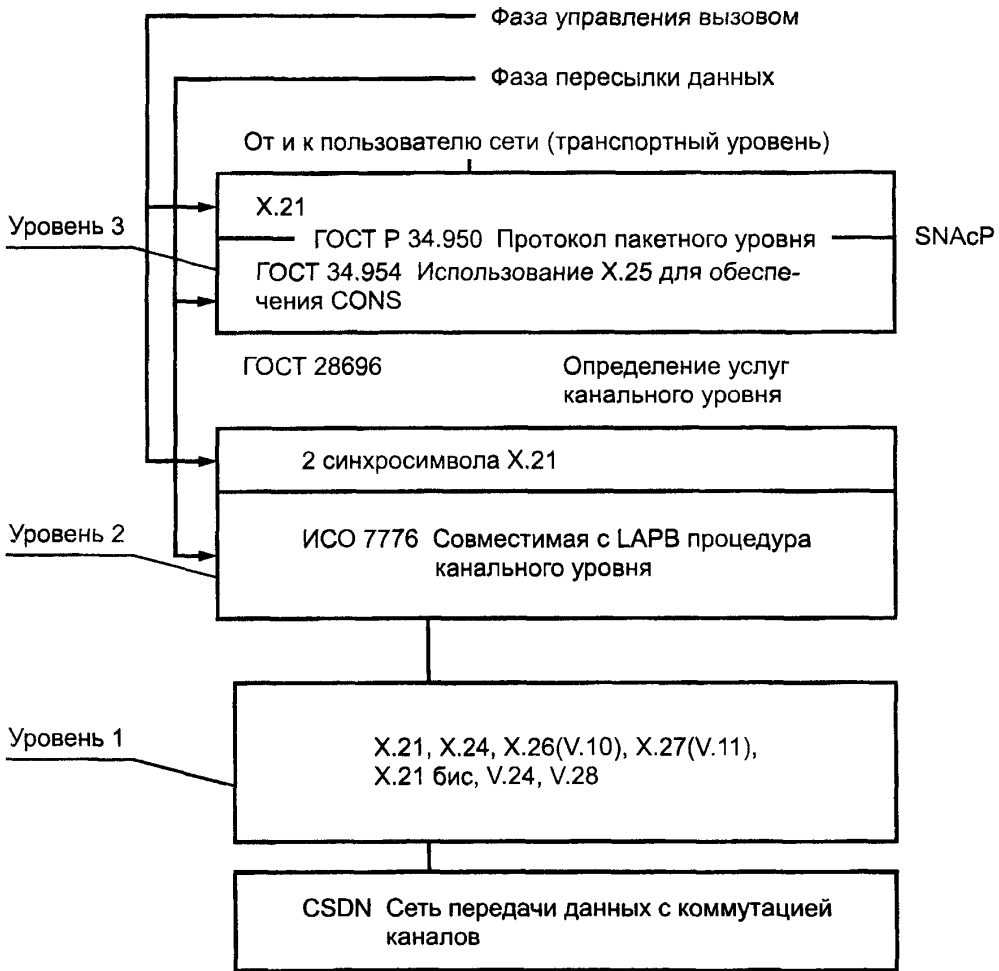 Фаза управления вызовом
Фаза пересылки данных
От и к пользователю сети (транспортный уровень)
X.21
Уровень 3
ГОСТ Р 34.950 Протокол пакетного уровня
SNAcP
ГОСТ 34.954 Использование X.25 для обеспе-
чения CONS
ГОСТ 28696
Определение услуг
канального уровня
2 синхросимвола X.21
Уровень 2
ИСО 7776 Совместимая с LAPB процедура
канального уровня
Уровень 1
X.21, X.24, X.26(V.10), X.27(V.11),
X.21 бис, V.24, V.28
CSDN Сеть передачи данных с коммутацией
каналов